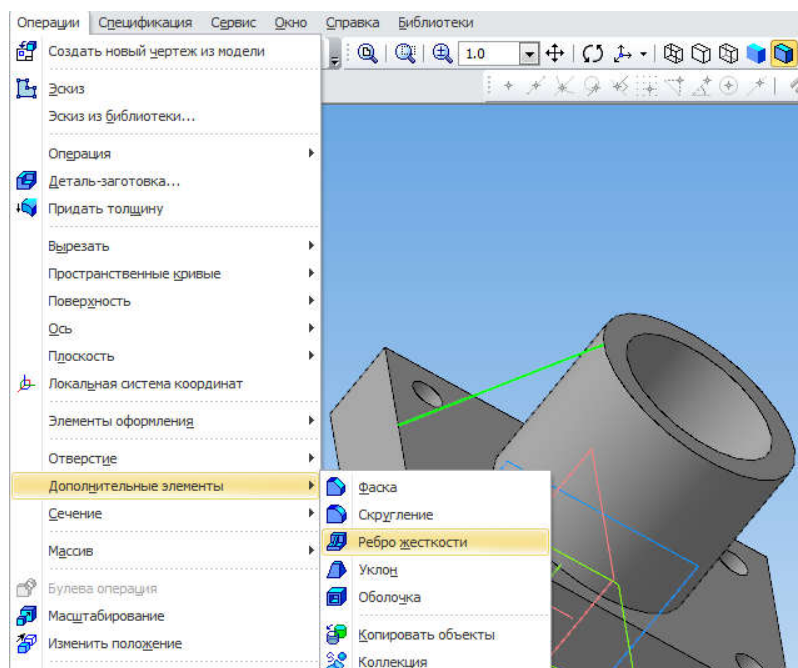 Операции Спецификация Сервис Окно Справка Библиотеки
Создать новый чертеж из модели
1.0
Эскиз
Эскиз из библиотеки...
Операция
Деталь-заготовка...
Придать толщину
Вырезать
Пространственные кривые
Поверхность
Ось
Плоскость
Локальная система координат
Элементы оформления
Отверстие
Дополнительные элементы
Фаска
Сечение
Скругление
Ребро жесткости
Массив
Уклон
Булева операция
Оболочка
Масштабирование
Копировать объекты
Изменить положение
Коллекция